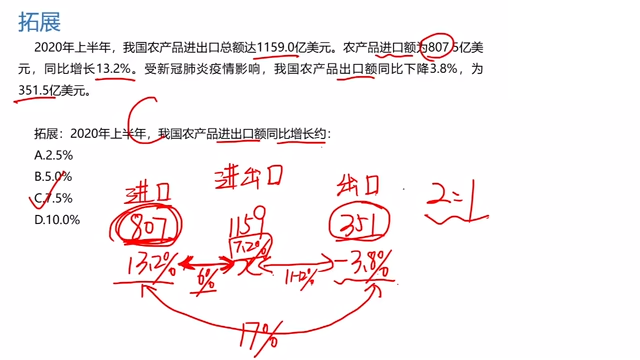 拓展
2020年上半年，我国农产品进出口总额达1159.0亿美元。农产品进口额为807.5亿美
元，同比增长13.2%。受新冠肺炎疫情影响，我国农产品出口额同比下降3.8%，为
351.5亿美元。
拓展：2020年上半年，我国农产品进出口额同比增长约：
A.2.5%
B.5.0%
C.7.5%
D.10.0%
进口 进出口 出口
807 1159 351
2=1
7.2%
13.2% x -3.8%
6% 11-12%
17%